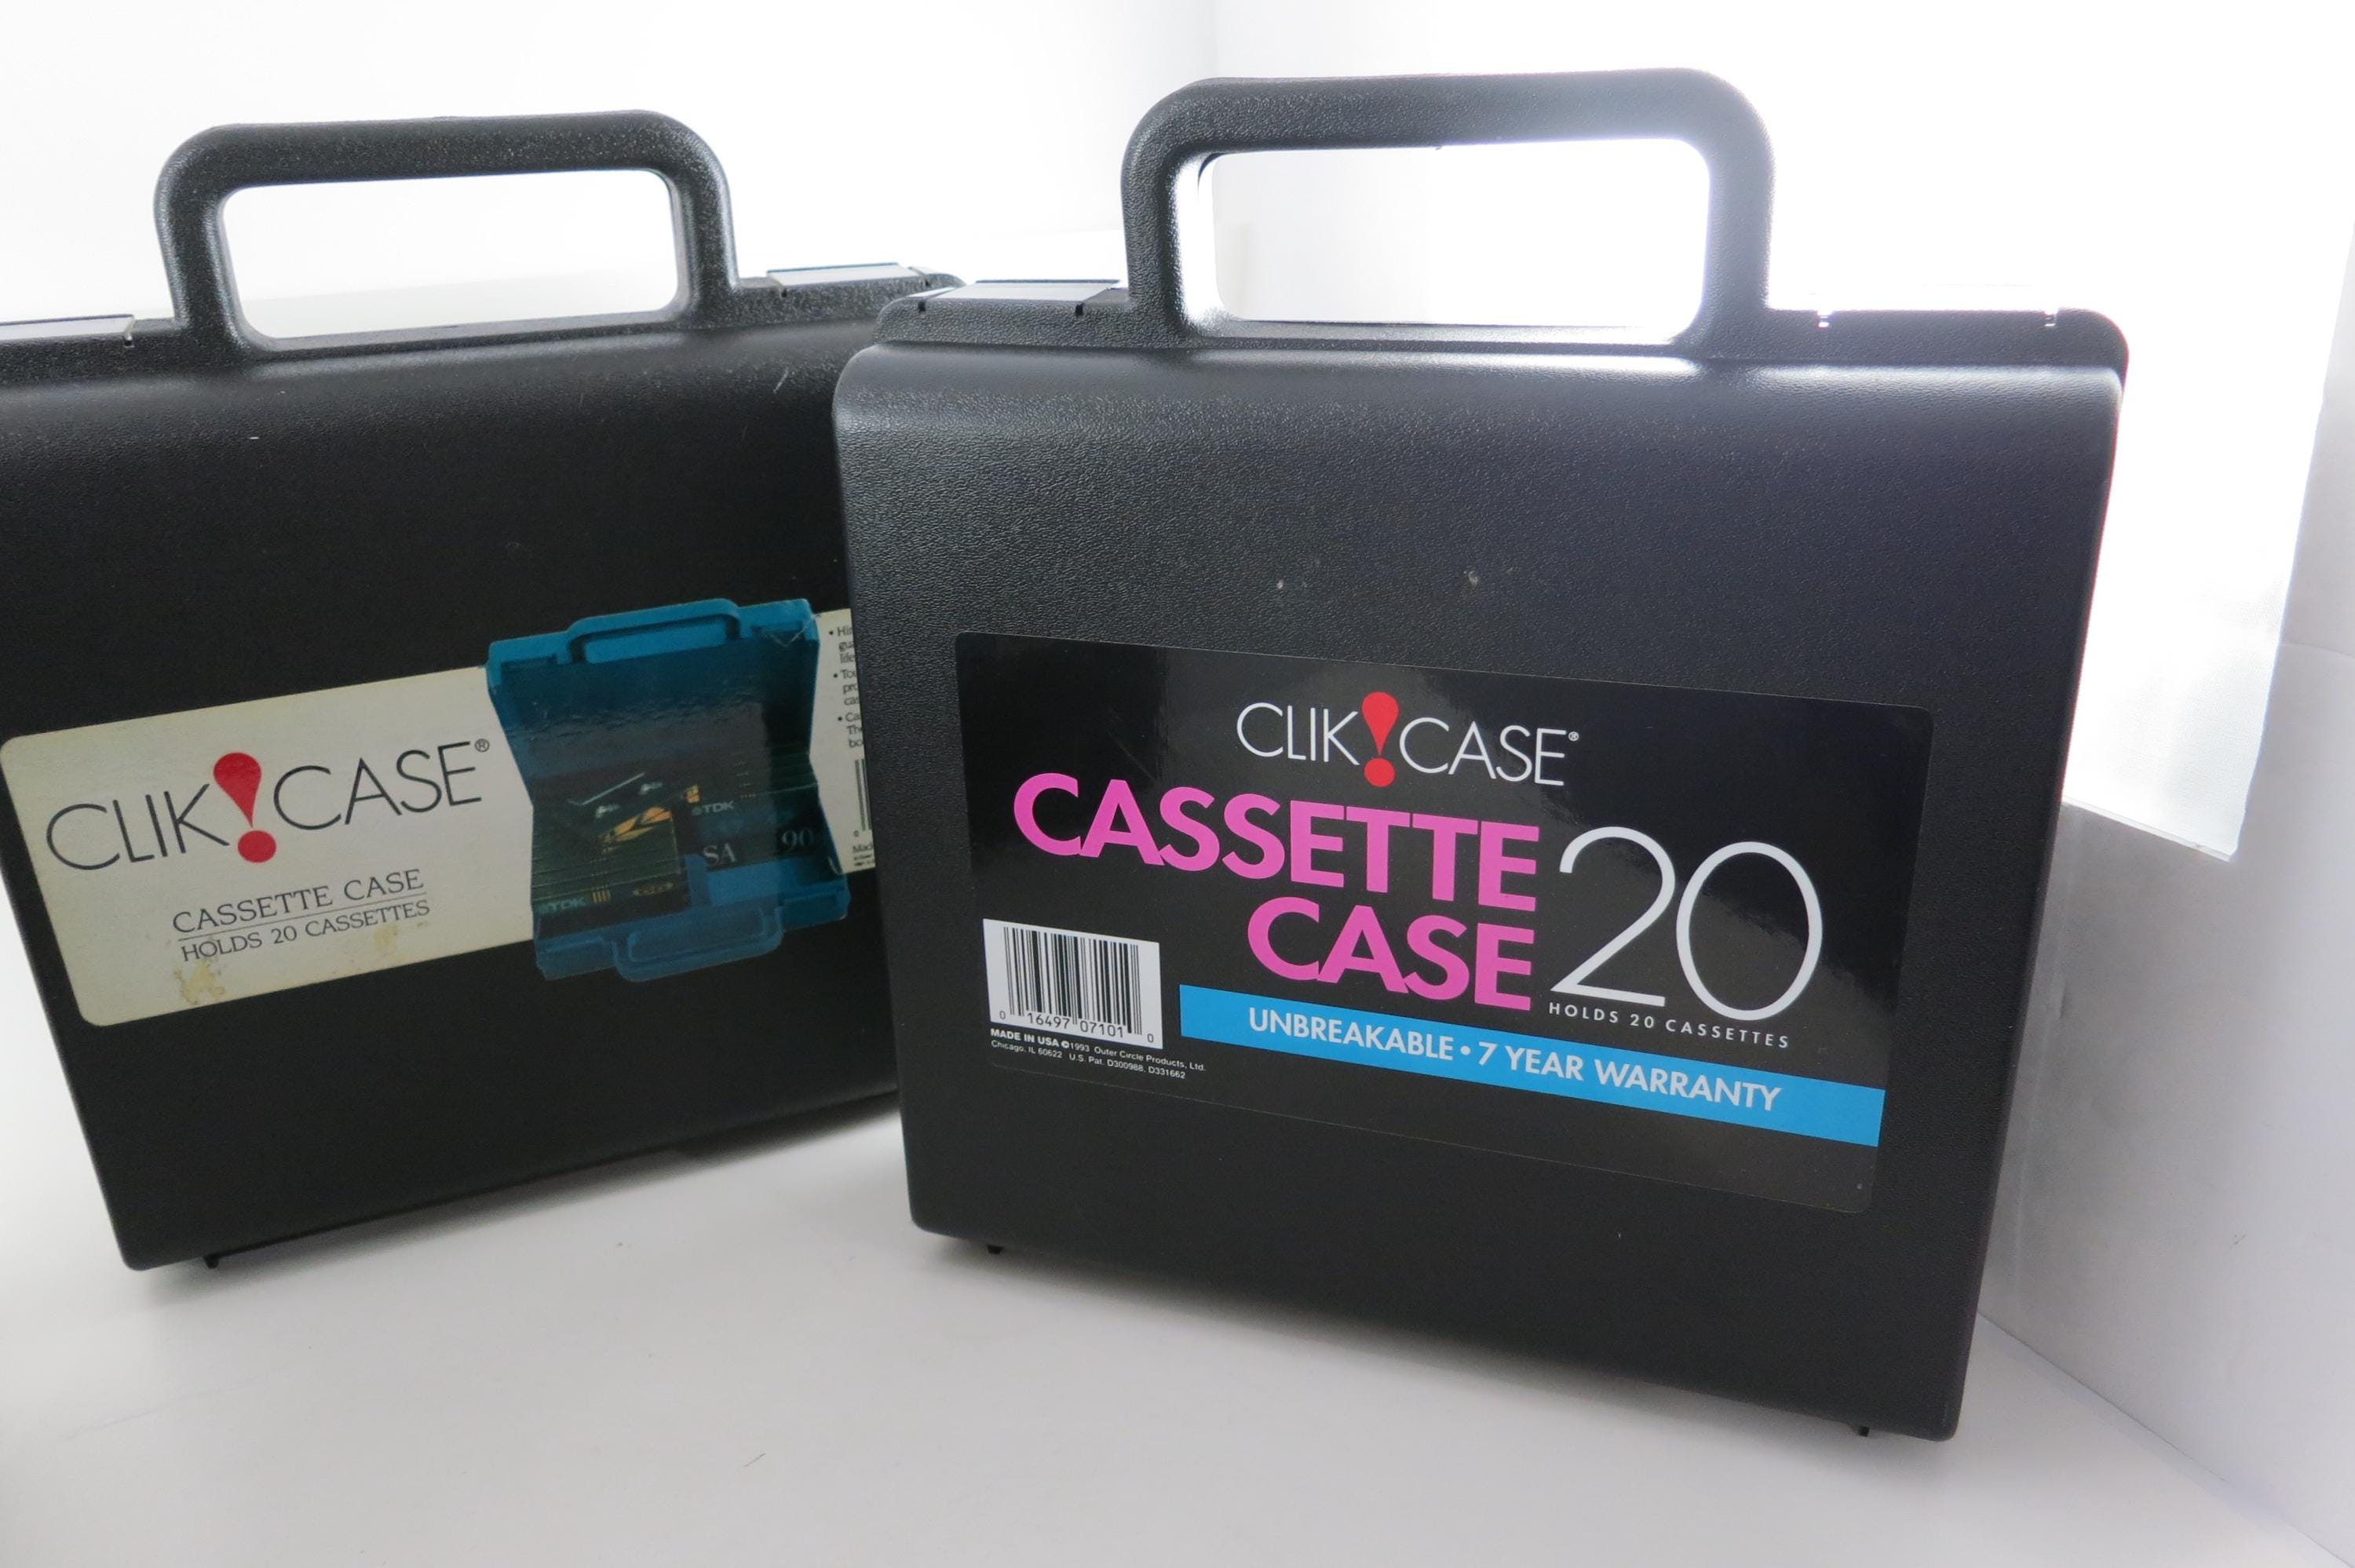 CLIK!CASE®
CASSETTE CASE
HOLDS 20 CASSETTES
TDK
SA 90
TDK
CLIK!CASE®
CASSETTE
CASE
20
HOLDS 20 CASSETTES
UNBREAKABLE • 7 YEAR WARRANTY
0 16497 07101 0
MADE IN USA ©1993 Outer Circle Products, Ltd.
Chicago, IL 60622 U.S. Pat. D300988, D331662